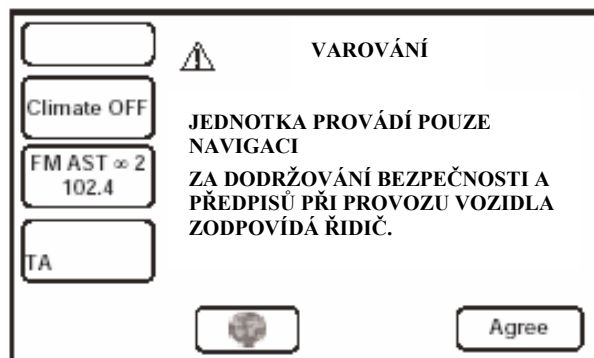 VAROVÁNÍ
Climate OFF
FM AST ∞ 2
102.4
TA
JEDNOTKA PROVÁDÍ POUZE
NAVIGACI
ZA DODRŽOVÁNÍ BEZPEČNOSTI A
PŘEDPISŮ PŘI PROVOZU VOZIDLA
ZODPOVÍDÁ ŘIDIČ.
Agree